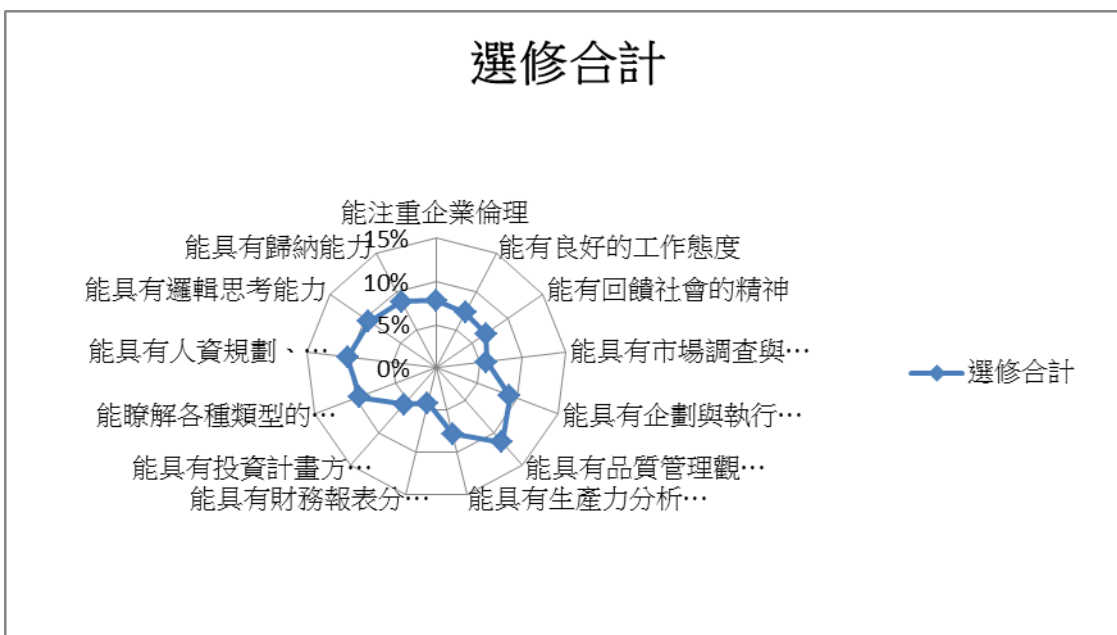 選修合計
能注重企業倫理
15%
能具有歸納能力
能有良好的工作態度
10%
能具有邏輯思考能力
能有回饋社會的精神
5%
能具有人資規劃、…
能具有市場調查與…
0%
選修合計
能瞭解各種類型的…
能具有企劃與執行…
能具有投資計畫方…
能具有品質管理觀…
能具有財務報表分…
能具有生產力分析…